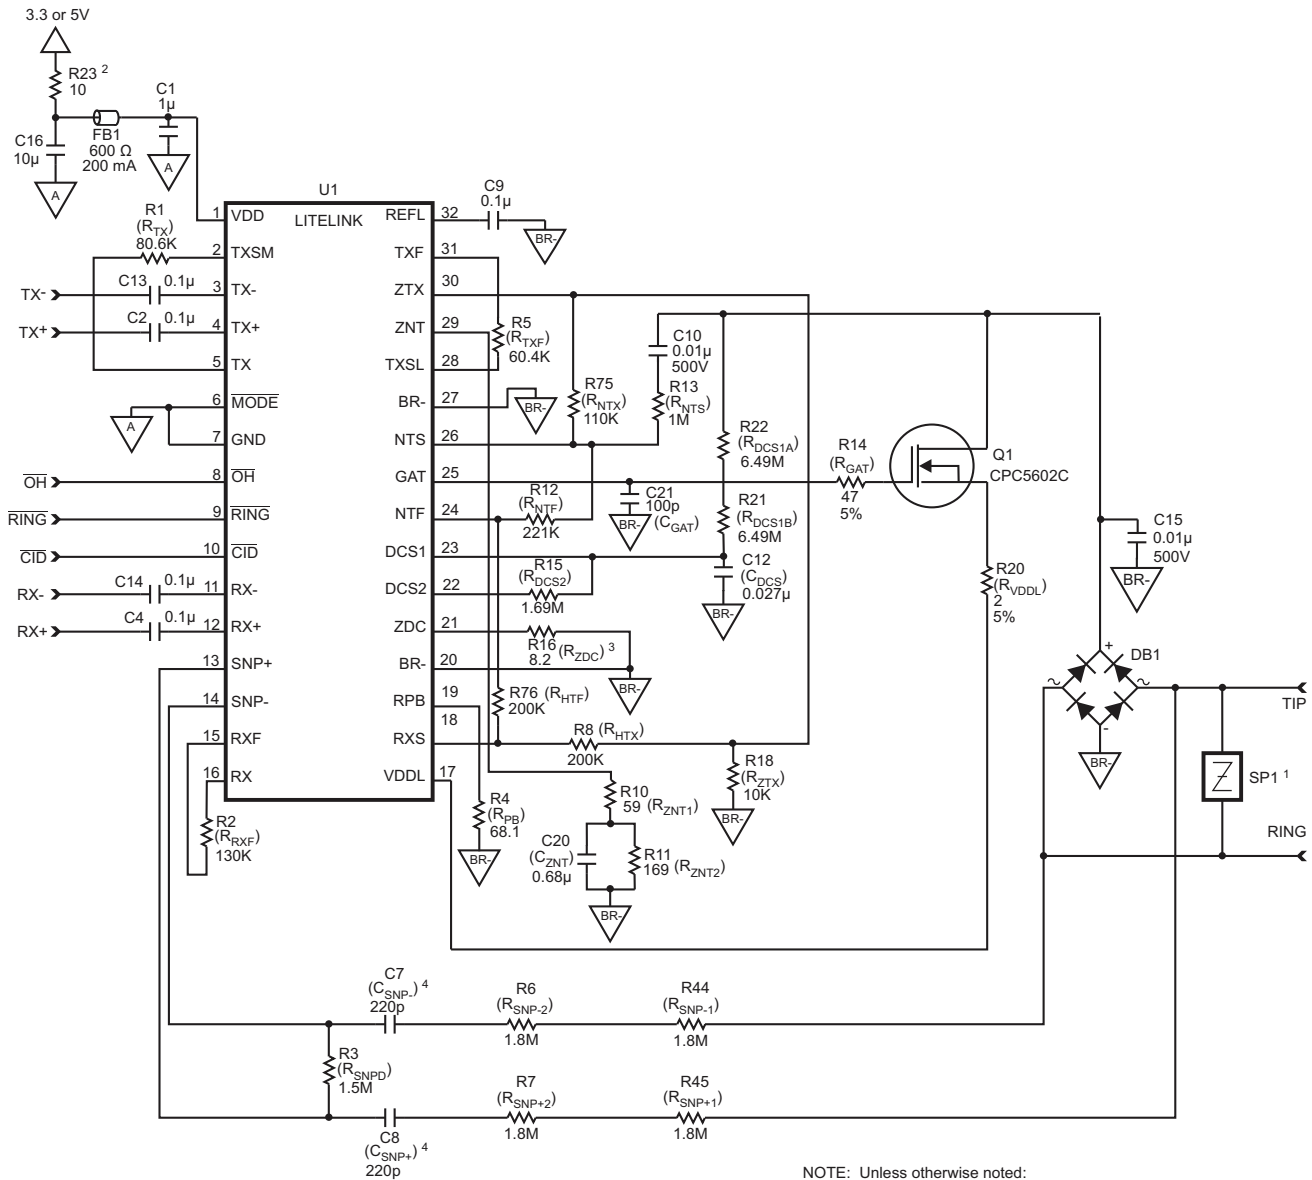 3.3 or 5V
R23 2
10
C1
1µ
C16
10µ
FB1
600 Ω
200 mA
A
A
U1
LITELINK
R1
(RTX)
80.6K
TX-
C13 0.1µ
TX+
C2 0.1µ
1 VDD
2 TXSM
3 TX-
4 TX+
5 TX
6 MODE
7 GND
8 OH
9 RING
10 CID
11 RX-
12 RX+
13 SNP+
14 SNP-
15 RXF
16 RX
A
OH
RING
CID
RX-
C14 0.1µ
RX+
C4 0.1µ
R2
(RRXF)
130K
REFL 32
TXF 31
ZTX 30
ZNT 29
TXSL 28
BR- 27
NTS 26
GAT 25
NTF 24
DCS1 23
DCS2 22
ZDC 21
BR- 20
RPB 19
RXS 18
VDDL 17
C9
0.1µ
BR-
R5
(RTXF)
60.4K
BR-
R75
(RNTX)
110K
C10
0.01µ
500V
R13
(RNTS)
1M
R22
(RDCS1A)
6.49M
R14
(RGAT)
47
5%
Q1
CPC5602C
R12
(RNTF)
221K
C21
100p
(CGAT)
BR-
R21
(RDCS1B)
6.49M
C15
0.01µ
500V
BR-
R15
(RDCS2)
1.69M
C12
(CDCS)
0.027µ
BR-
R20
(RVDDL)
2
5%
R16 (RZDC) 3
8.2
BR-
R76 (RHTF)
200K
R8 (RHTX)
200K
R18
(RZTX)
10K
BR-
R4
(RPB)
68.1
BR-
R10
59 (RZNT1)
C20
(CZNT)
0.68µ
R11
169 (RZNT2)
BR-
DB1
+
~
~
-
BR-
TIP
SP1 1
RING
C7
(CSNP-) 4
220p
R6
(RSNP-2)
1.8M
R44
(RSNP-1)
1.8M
R3
(RSNPD)
1.5M
C8
(CSNP+) 4
220p
R7
(RSNP+2)
1.8M
R45
(RSNP+1)
1.8M
NOTE: Unless otherwise noted: